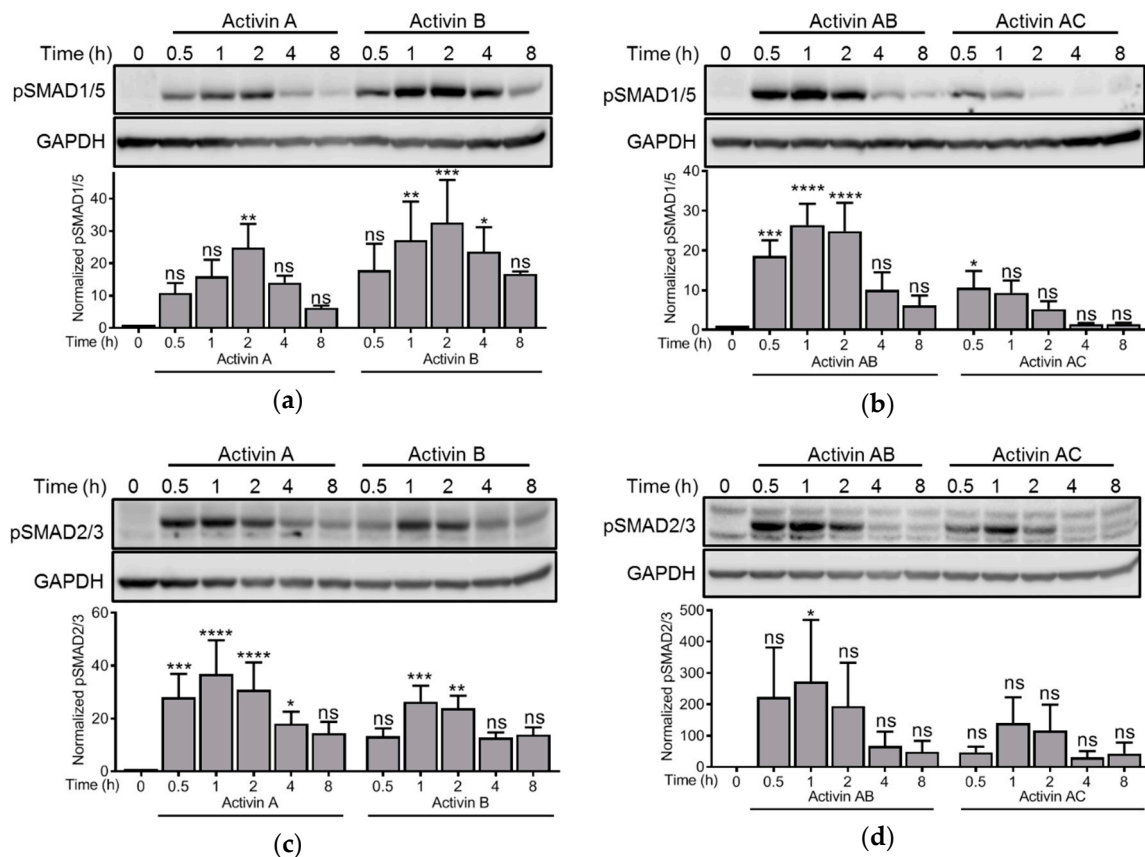 Activin A Activin B
Time (h) 0 0.5 1 2 4 8 0.5 1 2 4 8
pSMAD1/5
GAPDH
Normalized pSMAD1/5
40
30
20
10
0
ns ns ** ns ns ns ** *** * ns
Time (h) 0 0.5 1 2 4 8 0.5 1 2 4 8
Activin A Activin B
(a)
Activin AB Activin AC
Time (h) 0 0.5 1 2 4 8 0.5 1 2 4 8
pSMAD1/5
GAPDH
Normalized pSMAD1/5
40
30
20
10
0
*** **** **** ns ns * ns ns ns ns
Time (h) 0 0.5 1 2 4 8 0.5 1 2 4 8
Activin AB Activin AC
(b)
Activin A Activin B
Time (h) 0 0.5 1 2 4 8 0.5 1 2 4 8
pSMAD2/3
GAPDH
Normalized pSMAD2/3
60
40
20
0
*** **** **** * ns ns *** ** ns ns
Time (h) 0 0.5 1 2 4 8 0.5 1 2 4 8
Activin A Activin B
(c)
Activin AB Activin AC
Time (h) 0 0.5 1 2 4 8 0.5 1 2 4 8
pSMAD2/3
GAPDH
Normalized pSMAD2/3
500
400
300
200
100
0
ns * ns ns ns ns ns ns ns ns
Time (h) 0 0.5 1 2 4 8 0.5 1 2 4 8
Activin AB Activin AC
(d)